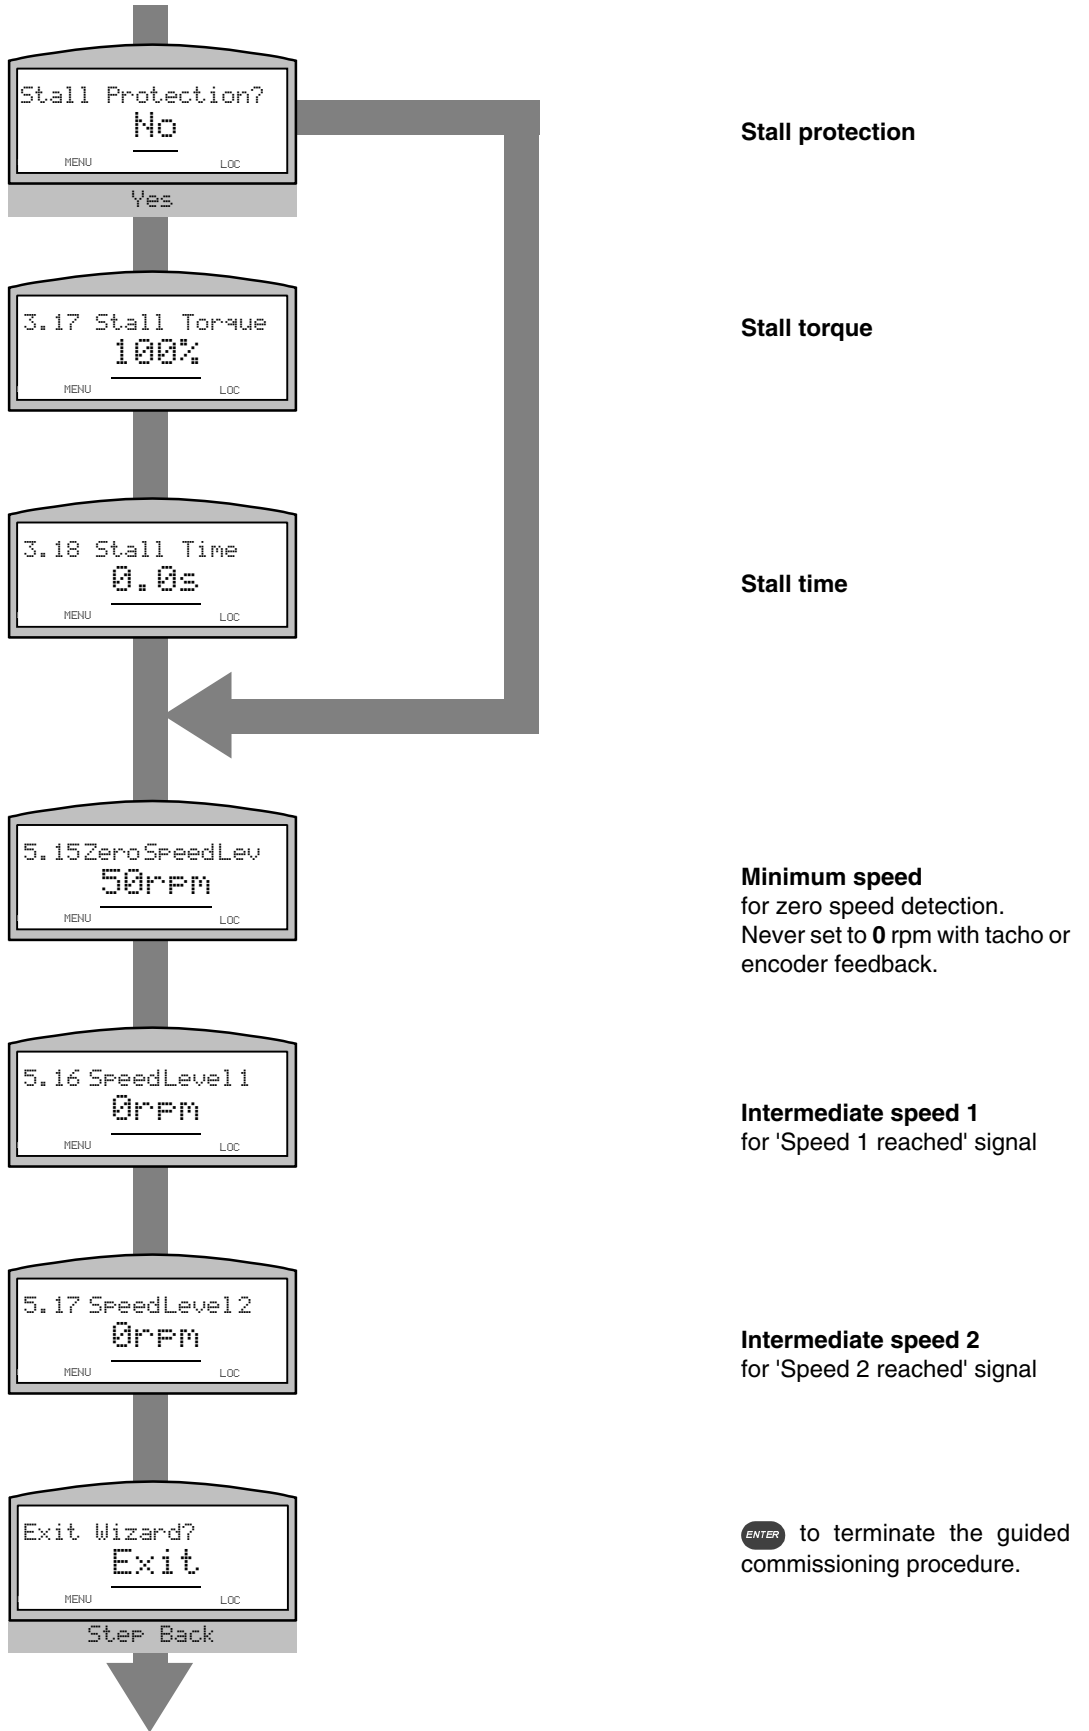 Stall Protection?
No
MENU LOC
Yes
Stall protection
3.17 Stall Torque
100%
MENU LOC
Stall torque
3.18 Stall Time
0.0s
MENU LOC
Stall time
5.15ZeroSpeedLev
50rpm
MENU LOC
Minimum speed
for zero speed detection.
Never set to 0 rpm with tacho or
encoder feedback.
5.16 SpeedLevel1
0rpm
MENU LOC
Intermediate speed 1
for 'Speed 1 reached' signal
5.17 SpeedLevel2
0rpm
MENU LOC
Intermediate speed 2
for 'Speed 2 reached' signal
Exit Wizard?
Exit
MENU LOC
Step Back
ENTER to terminate the guided
commissioning procedure.